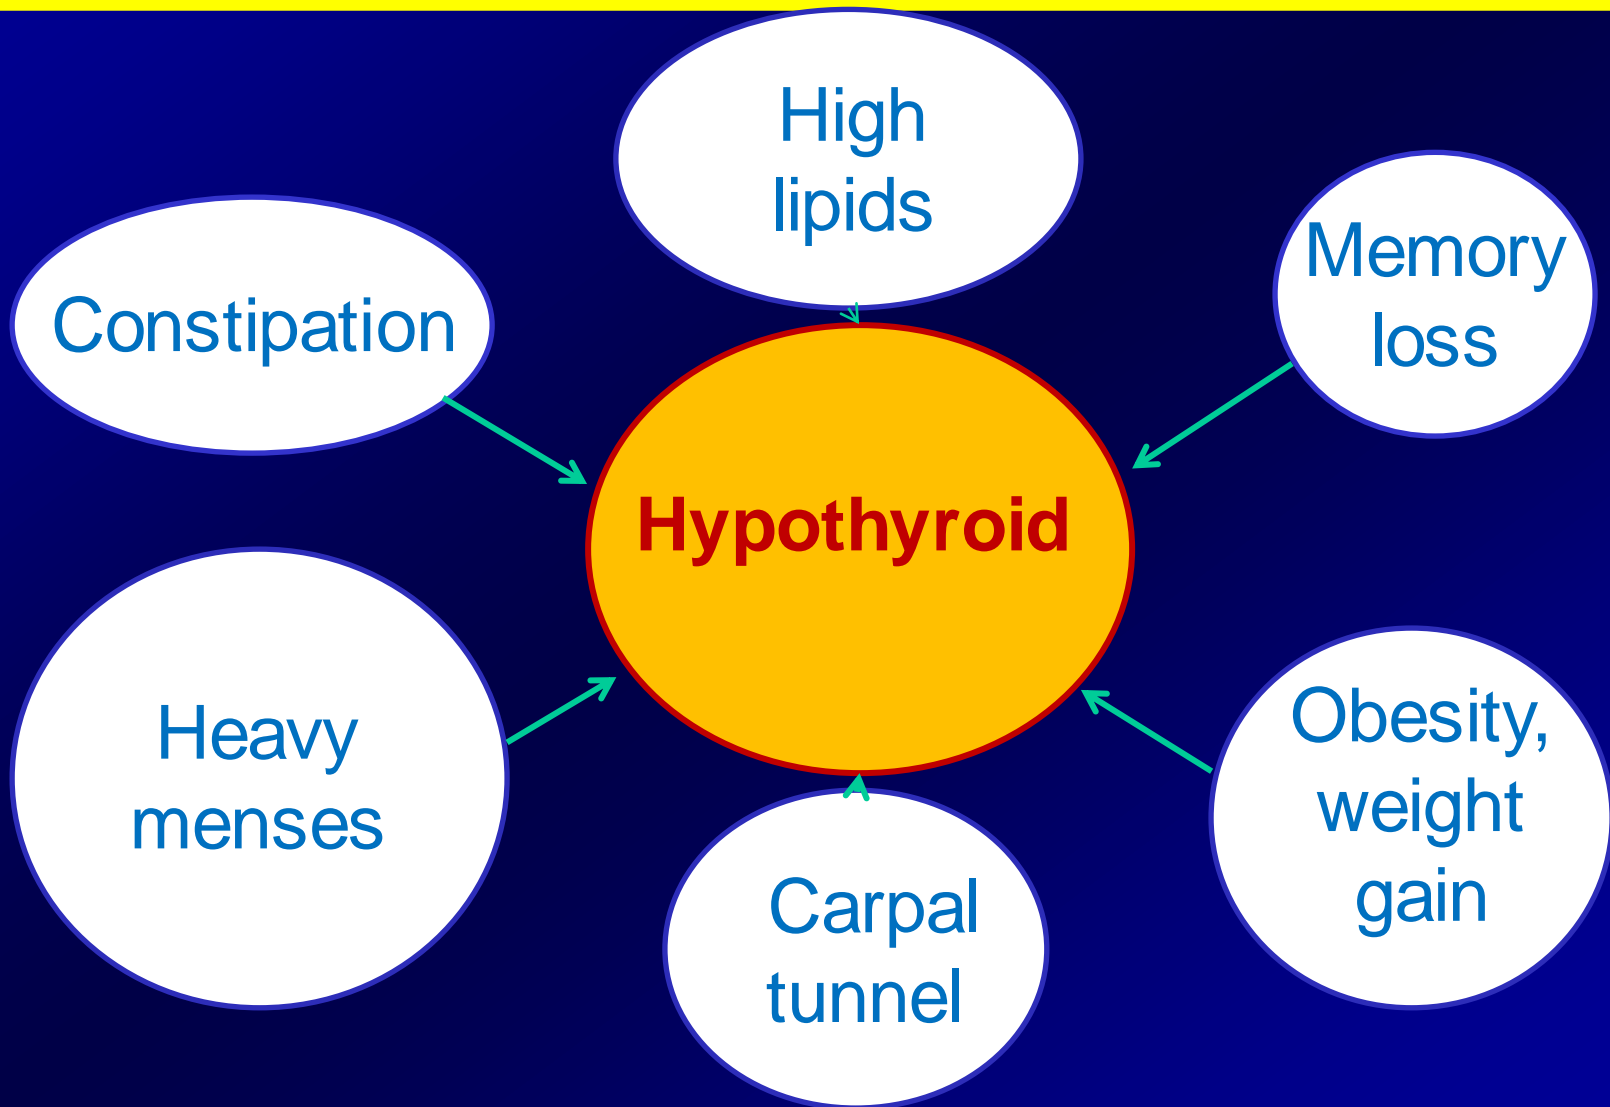 High
lipids
Memory
loss
Constipation
Hypothyroid
Heavy
menses
Obesity,
weight
gain
Carpal
tunnel